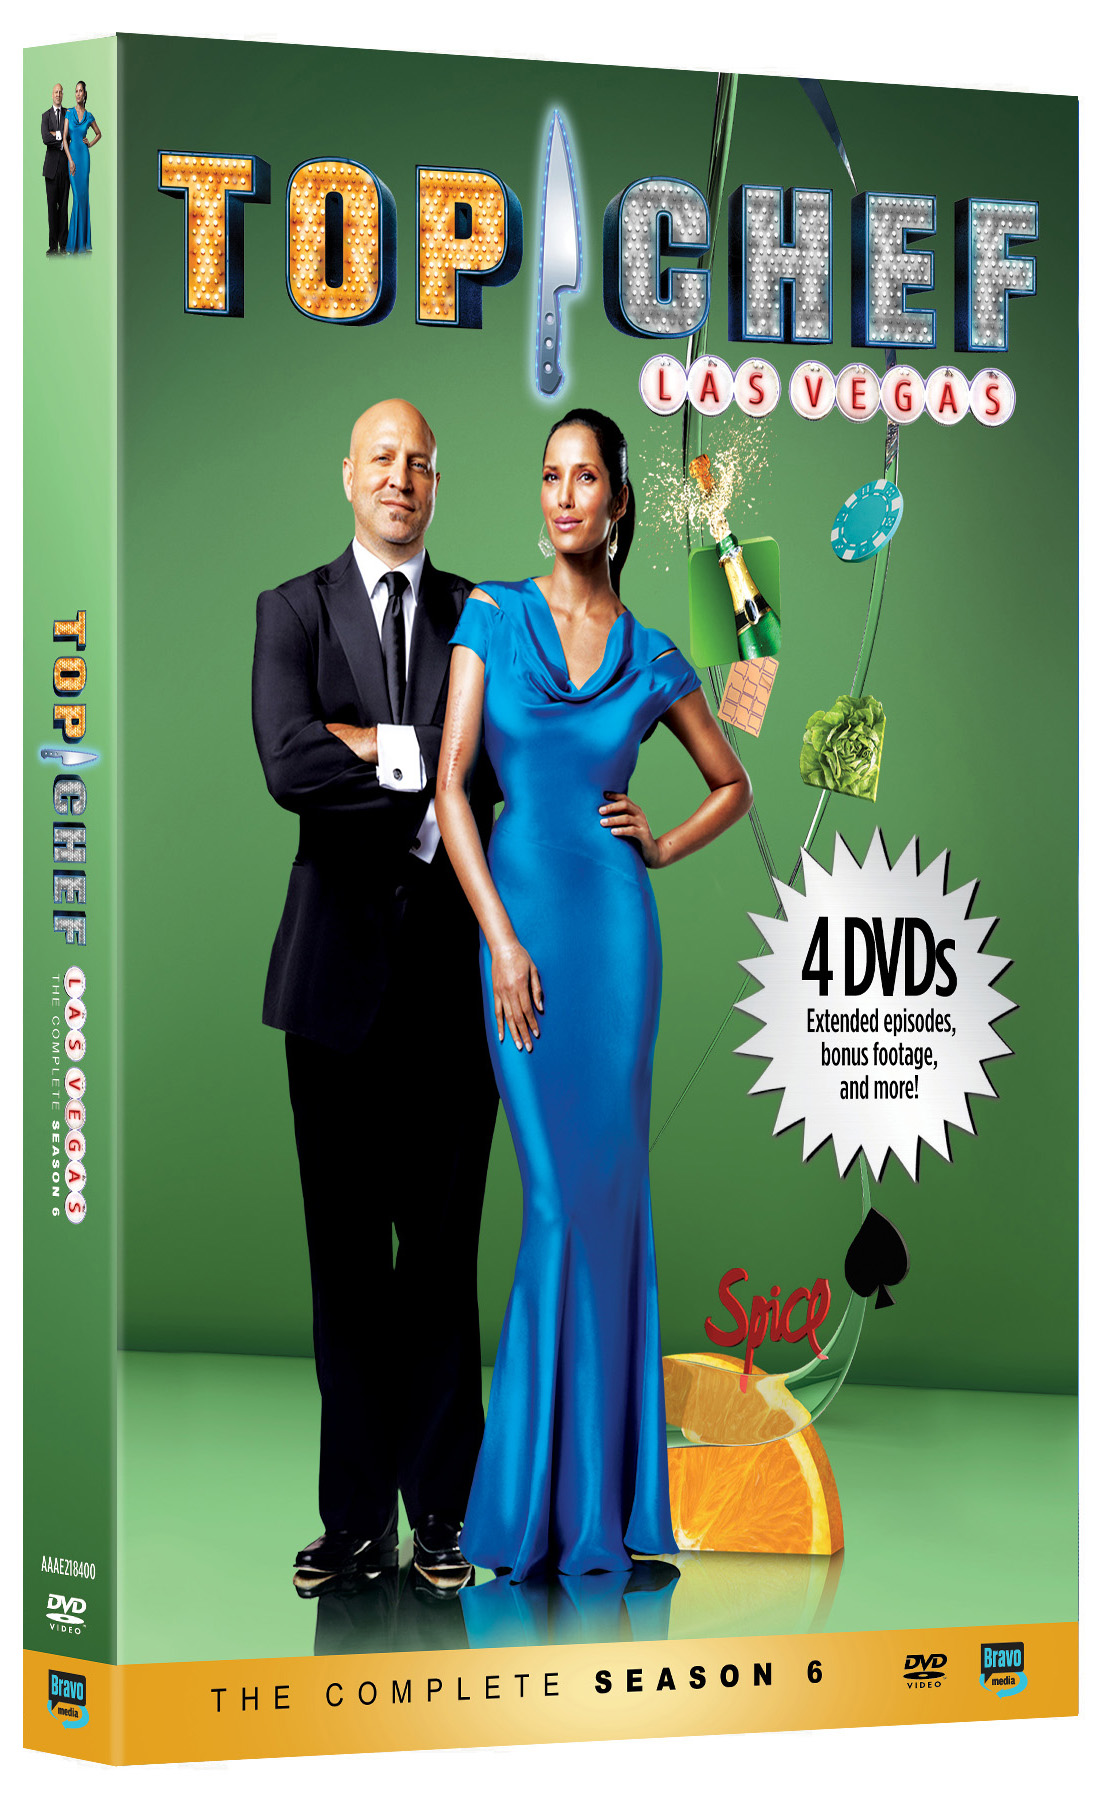 TOP CHEF
LAS VEGAS
4 DVDs
Extended episodes,
bonus footage,
and more!
Spice
THE COMPLETE SEASON 6
DVD
VIDEO
Bravo
media
TOP CHEF
LAS VEGAS
THE COMPLETE SEASON 6
AAAE218400
DVD
VIDEO
Bravo
media